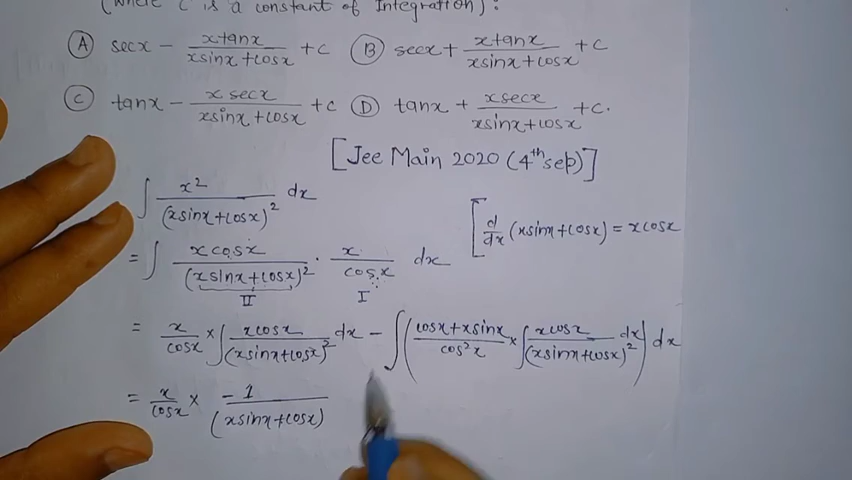 (where C is a constant of Integration) :
(A) secx - xtanx/(xsinx+cosx) + c (B) secx + xtanx/(xsinx+cosx) + c
(C) tanx - xsecx/(xsinx+cosx) + c (D) tanx + xsecx/(xsinx+cosx) + c.
[Jee Main 2020 (4th sep)]
∫ x²/(xsinx+cosx)² dx
[d/dx (xsinx+cosx) = xcosx
= ∫ xcosx/(xsinx+cosx)² · x/cosx dx
II I
= x/cosx × ∫ xcosx/(xsinx+cosx)² dx - ∫ ( (cosx+xsinx)/cos²x × ∫ xcosx/(xsinx+cosx)² dx ) dx
= x/cosx × -1/(xsinx+cosx)